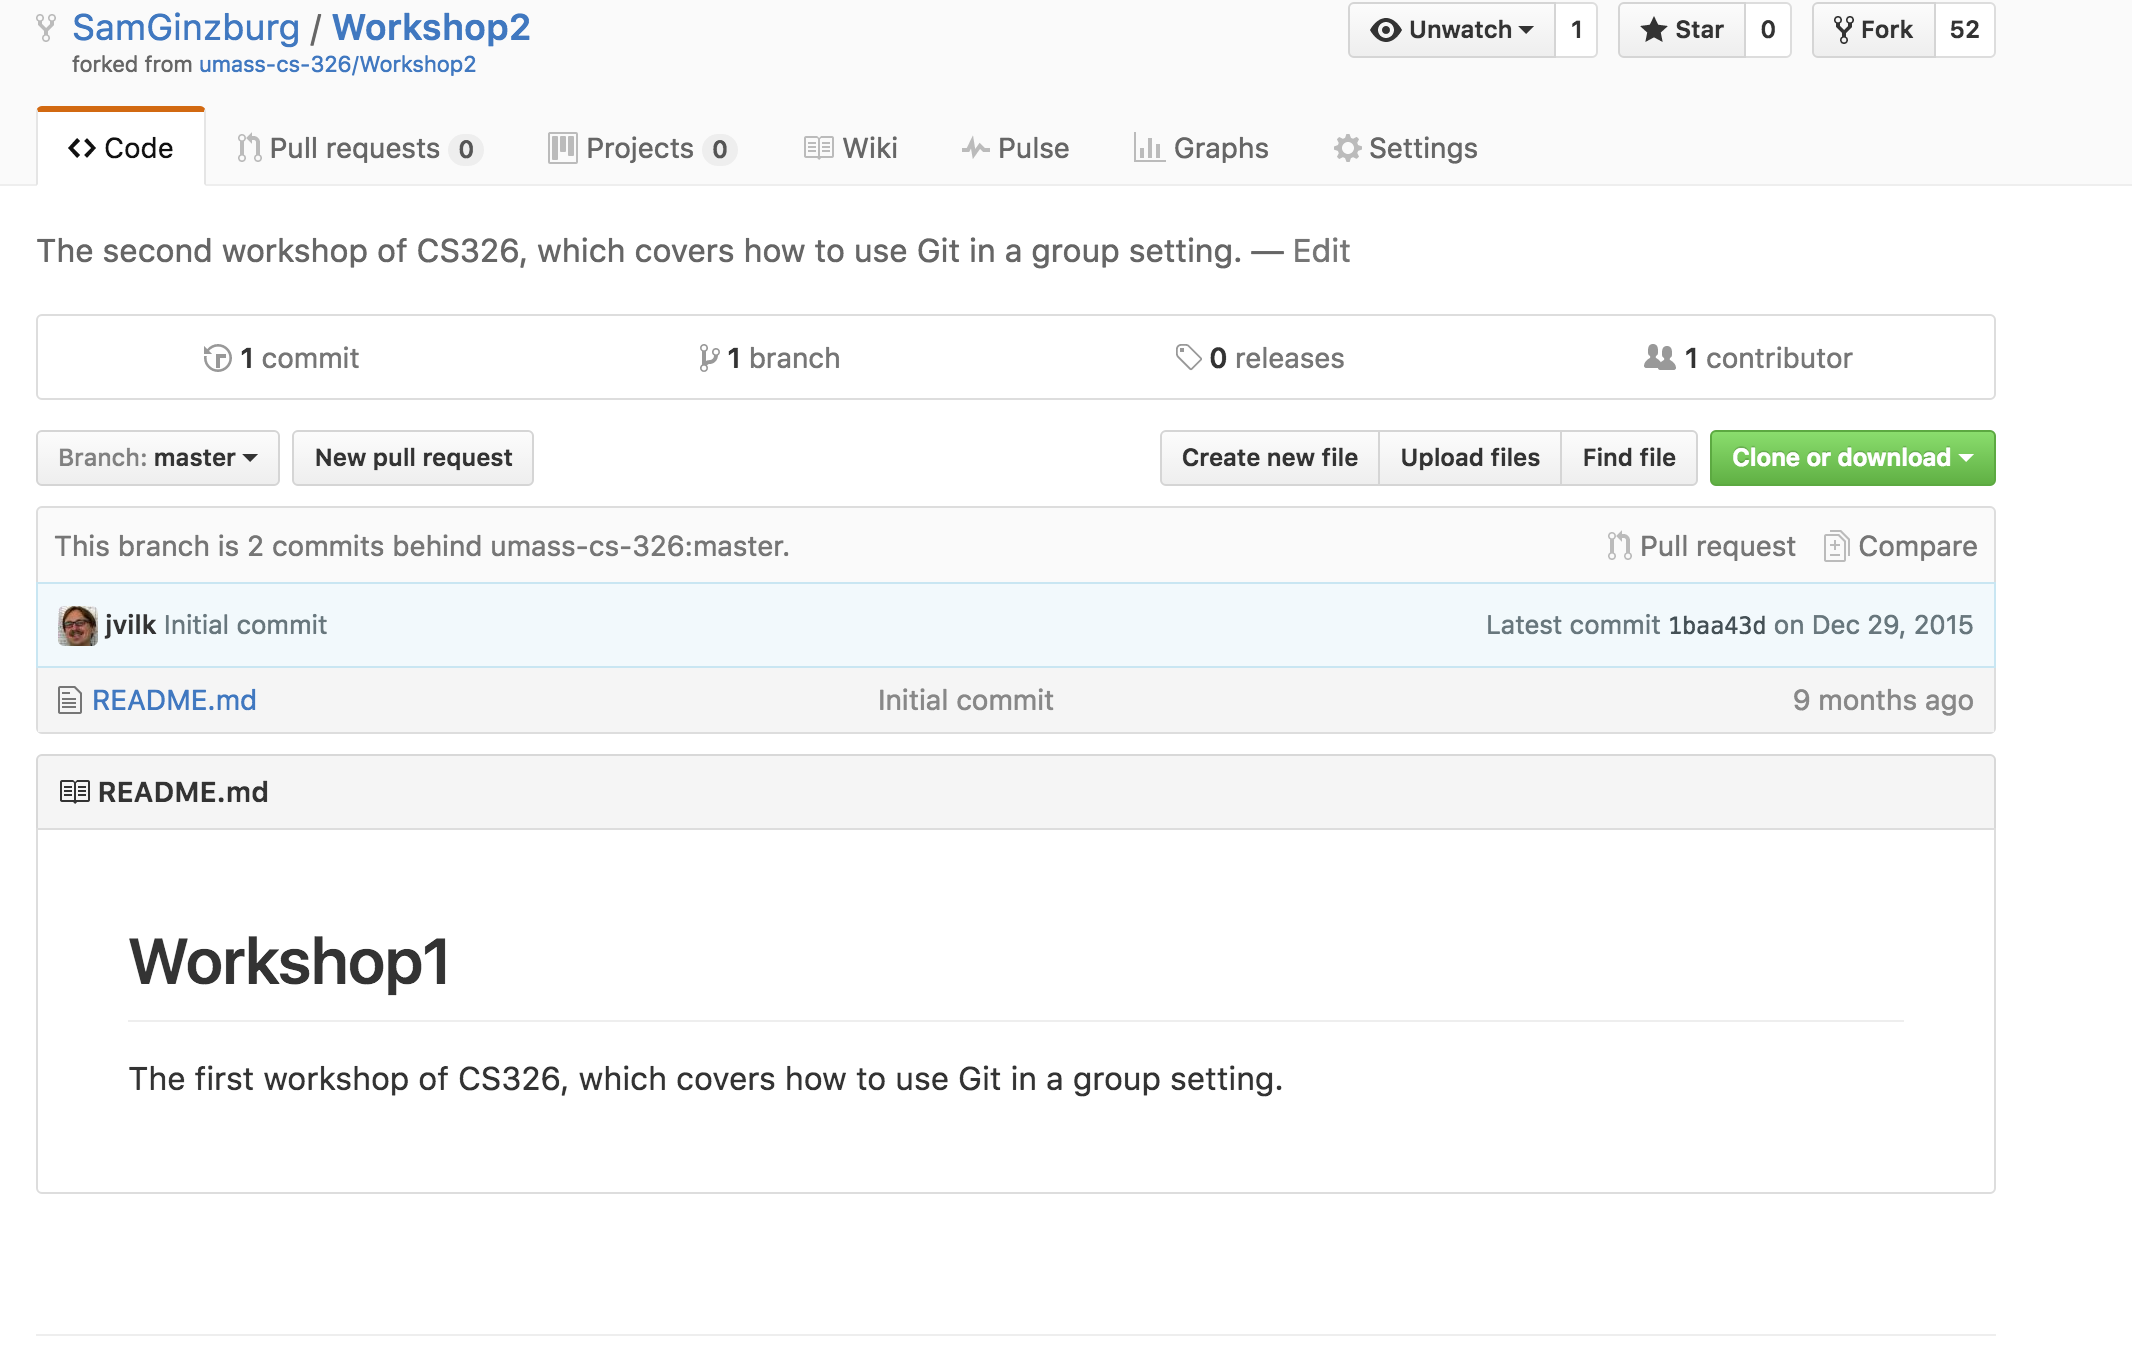 SamGinzburg / Workshop2
Unwatch 1 Star 0 Fork 52
forked from umass-cs-326/Workshop2
Code Pull requests 0 Projects 0 Wiki Pulse Graphs Settings
The second workshop of CS326, which covers how to use Git in a group setting. — Edit
1 commit 1 branch 0 releases 1 contributor
Branch: master New pull request Create new file Upload files Find file Clone or download
This branch is 2 commits behind umass-cs-326:master. Pull request Compare
jvilk Initial commit Latest commit 1baa43d on Dec 29, 2015
README.md Initial commit 9 months ago
README.md
Workshop1
The first workshop of CS326, which covers how to use Git in a group setting.